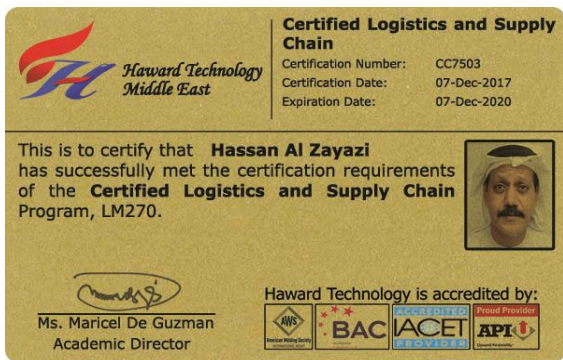 Haward Technology
Middle East
Certified Logistics and Supply
Chain
Certification Number: CC7503
Certification Date: 07-Dec-2017
Expiration Date: 07-Dec-2020
This is to certify that Hassan Al Zayazi
has successfully met the certification requirements
of the Certified Logistics and Supply Chain
Program, LM270.
Ms. Maricel De Guzman
Academic Director
Haward Technology is accredited by:
AWS
American Welding Society
BAC
ACCREDITED
IACET
PROVIDER
Proud Provider
API